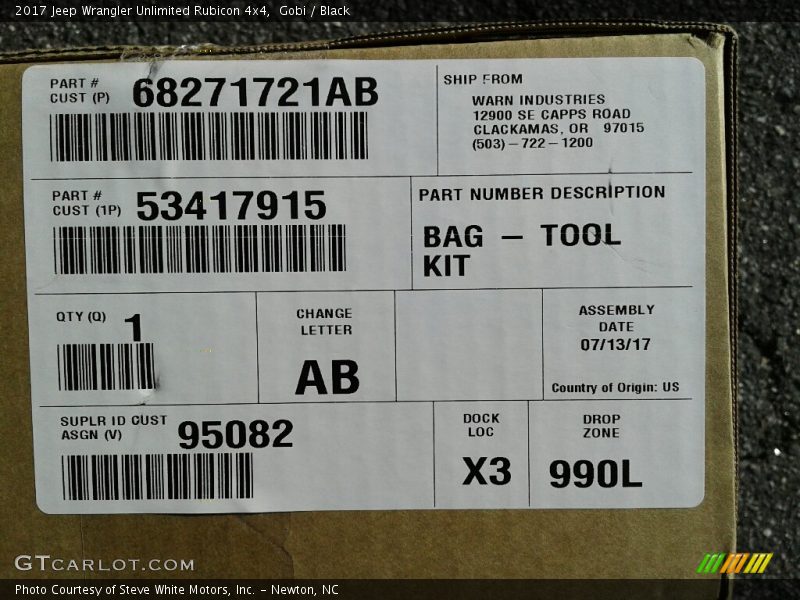 2017 Jeep Wrangler Unlimited Rubicon 4x4,  Gobi / Black
PART #
CUST (P)
68271721AB
SHIP FROM
WARN INDUSTRIES
12900 SE CAPPS ROAD
CLACKAMAS, OR 97015
(503)-722-1200
PART #
CUST (1P)
53417915
PART NUMBER DESCRIPTION
BAG - TOOL
KIT
QTY (Q)
1
CHANGE
LETTER
AB
ASSEMBLY
DATE
07/13/17
Country of Origin: US
SUPLR ID CUST
ASGN (V)
95082
DOCK
LOC
X3
DROP
ZONE
990L
GTCARLOT.COM
Photo Courtesy of Steve White Motors, Inc. - Newton, NC